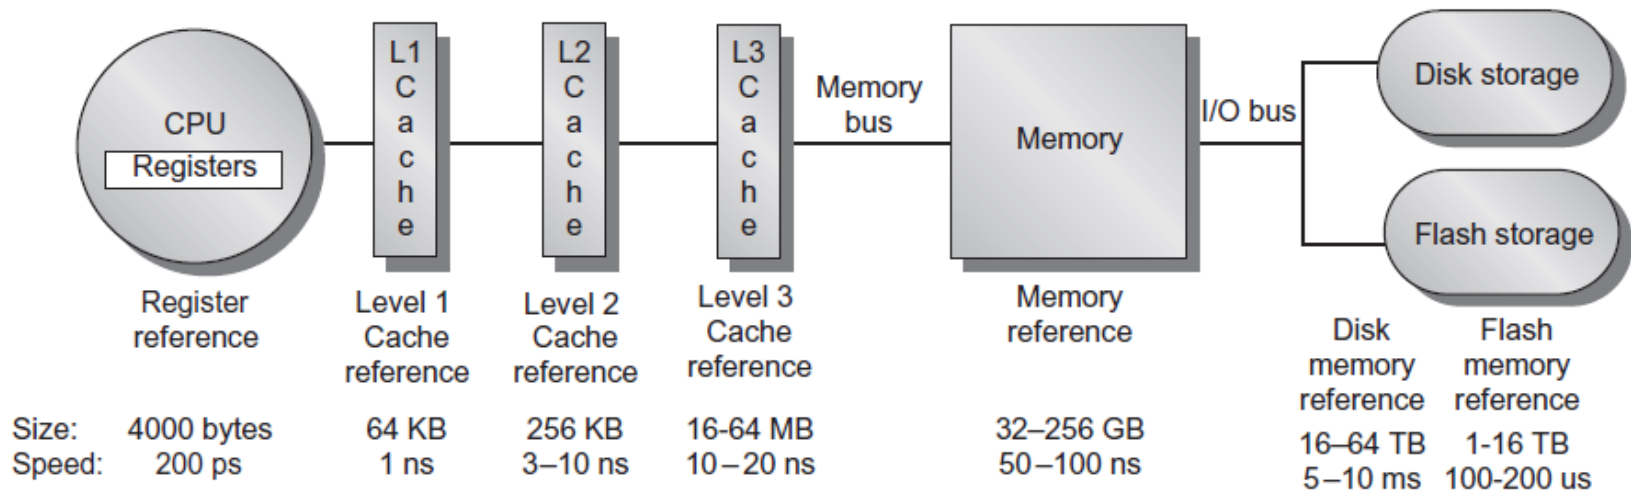 CPU
Registers
L1
C
a
c
h
e
L2
C
a
c
h
e
L3
C
a
c
h
e
Memory
bus
Memory
I/O bus
Disk storage
Flash storage
Register
reference
Level 1
Cache
reference
Level 2
Cache
reference
Level 3
Cache
reference
Memory
reference
Disk
memory
reference
Flash
memory
reference
Size: 4000 bytes 64 KB 256 KB 16-64 MB 32–256 GB 16–64 TB 1-16 TB
Speed: 200 ps 1 ns 3–10 ns 10–20 ns 50–100 ns 5–10 ms 100-200 us